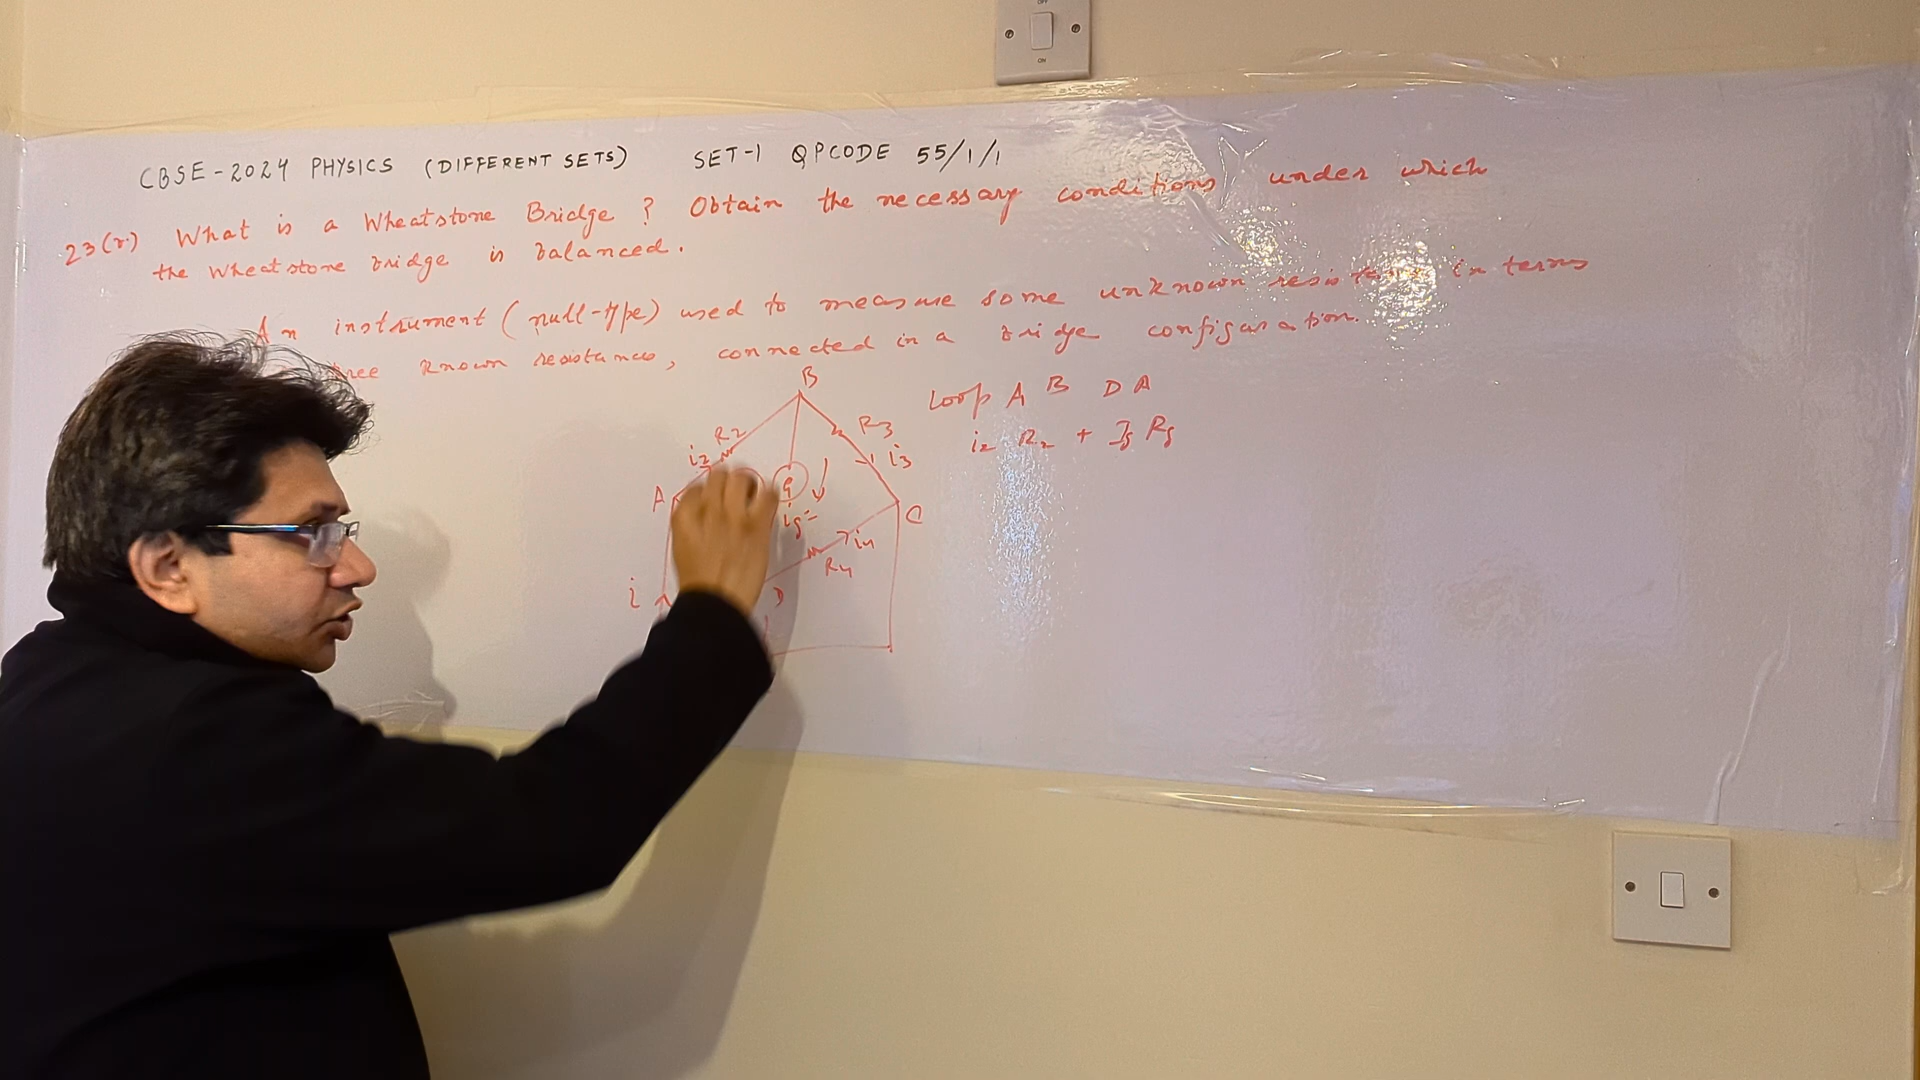 OFF
ON
CBSE-2024 PHYSICS (DIFFERENT SETS) SET-1 QPCODE 55/1/1
23(r.) What is a Wheatstone Bridge ? Obtain the necessary conditions under which
the Wheatstone bridge is balanced.
An instrument (null-type) used to measure some unknown in terms
known resistances, connected in a bridge configuration.
B
Loop A B D A
R2
R3
i2 R2 + Ig Rg
i2
i3
A
G
C
ig=
i4
R4
i
D